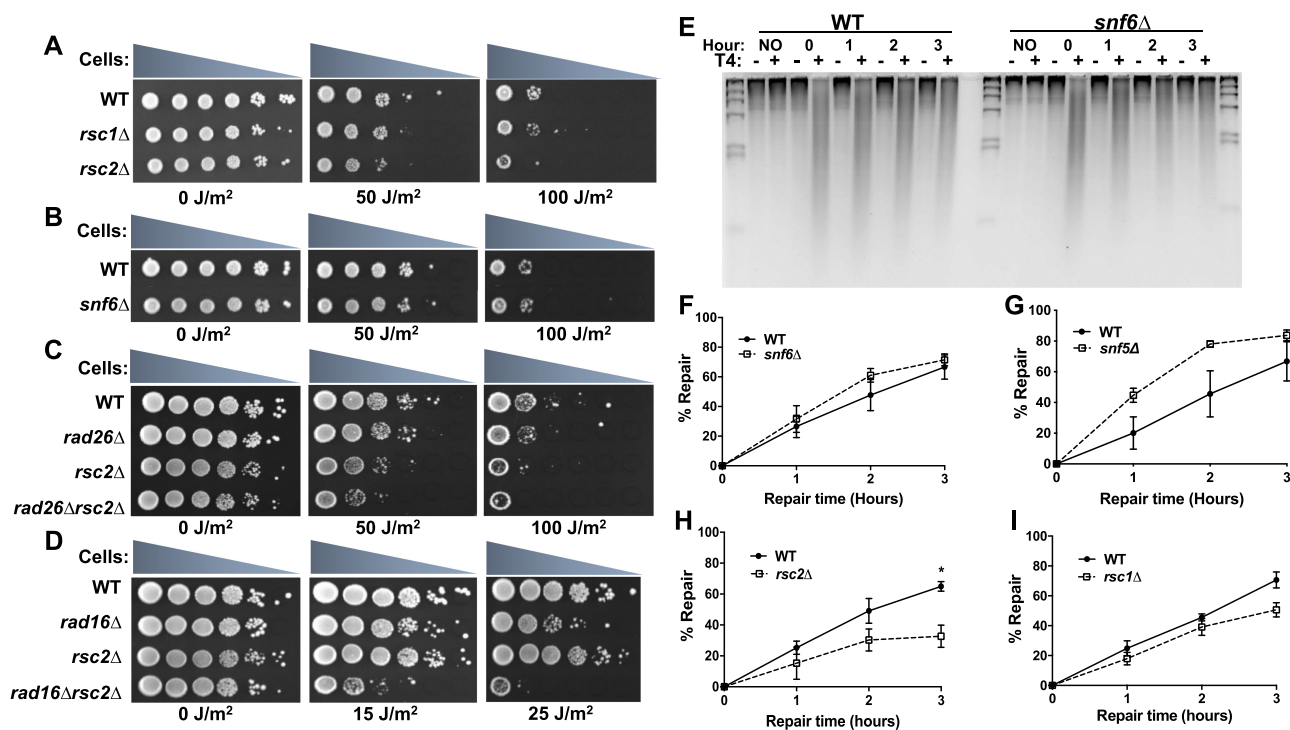 A
Cells:
WT
rsc1Δ
rsc2Δ
0 J/m²
50 J/m²
100 J/m²
B
Cells:
WT
snf6Δ
0 J/m²
50 J/m²
100 J/m²
C
Cells:
WT
rad26Δ
rsc2Δ
rad26Δrsc2Δ
0 J/m²
50 J/m²
100 J/m²
D
Cells:
WT
rad16Δ
rsc2Δ
rad16Δrsc2Δ
0 J/m²
15 J/m²
25 J/m²
E
WT
snf6Δ
Hour: NO 0 1 2 3 NO 0 1 2 3
T4: - + - + - + - + - + - + - + - + - + - +
F
100
80
60
40
20
0
% Repair
WT
snf6Δ
0 1 2 3
Repair time (Hours)
G
100
80
60
40
20
0
% Repair
WT
snf5Δ
0 1 2 3
Repair time (Hours)
H
100
80
60
40
20
0
% Repair
WT
rsc2Δ
*
0 1 2 3
Repair time (hours)
I
100
80
60
40
20
0
% Repair
WT
rsc1Δ
0 1 2 3
Repair time (hours)